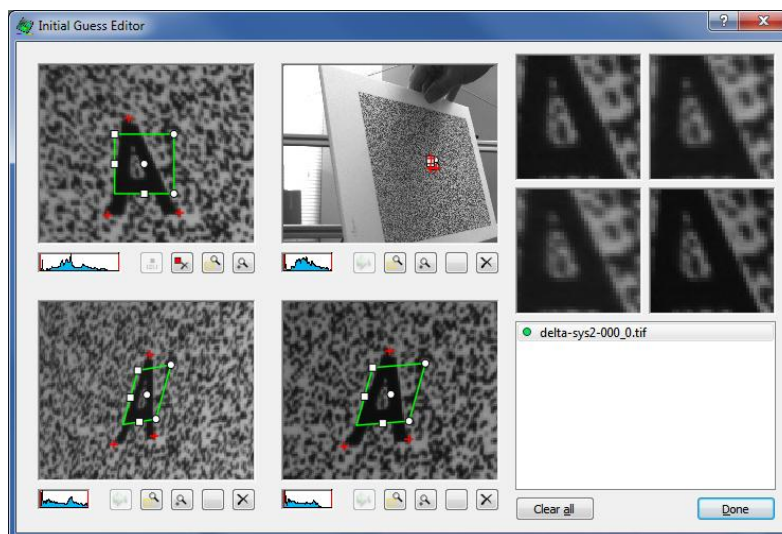 Initial Guess Editor
A
A
A
delta-sys2-000_0.tif
Clear all
Done